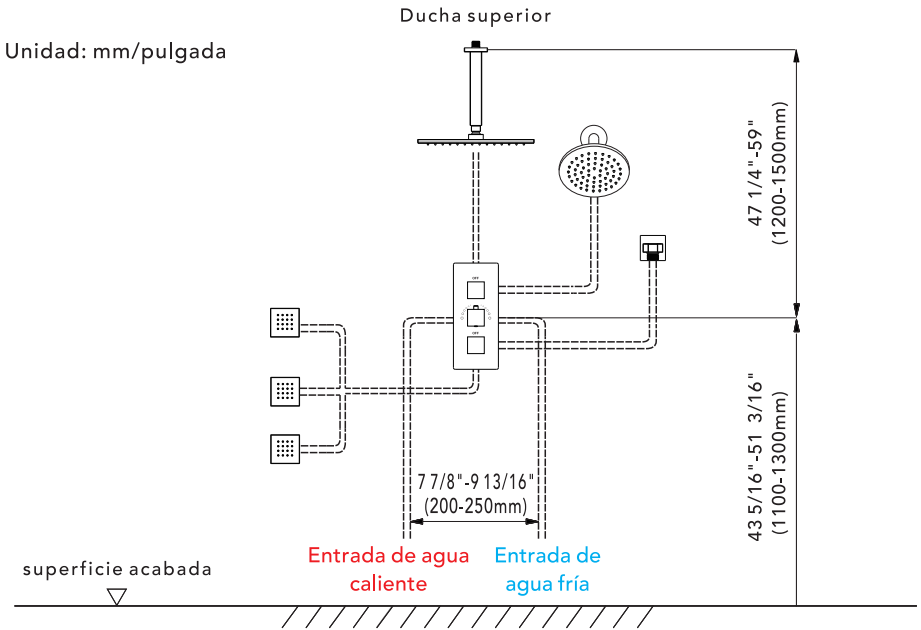 Ducha superior
Unidad: mm/pulgada
47 1/4"-59"
(1200-1500mm)
OFF
OFF
43 5/16"-51 3/16"
(1100-1300mm)
7 7/8"-9 13/16"
(200-250mm)
Entrada de agua
caliente
Entrada de
agua fría
superficie acabada